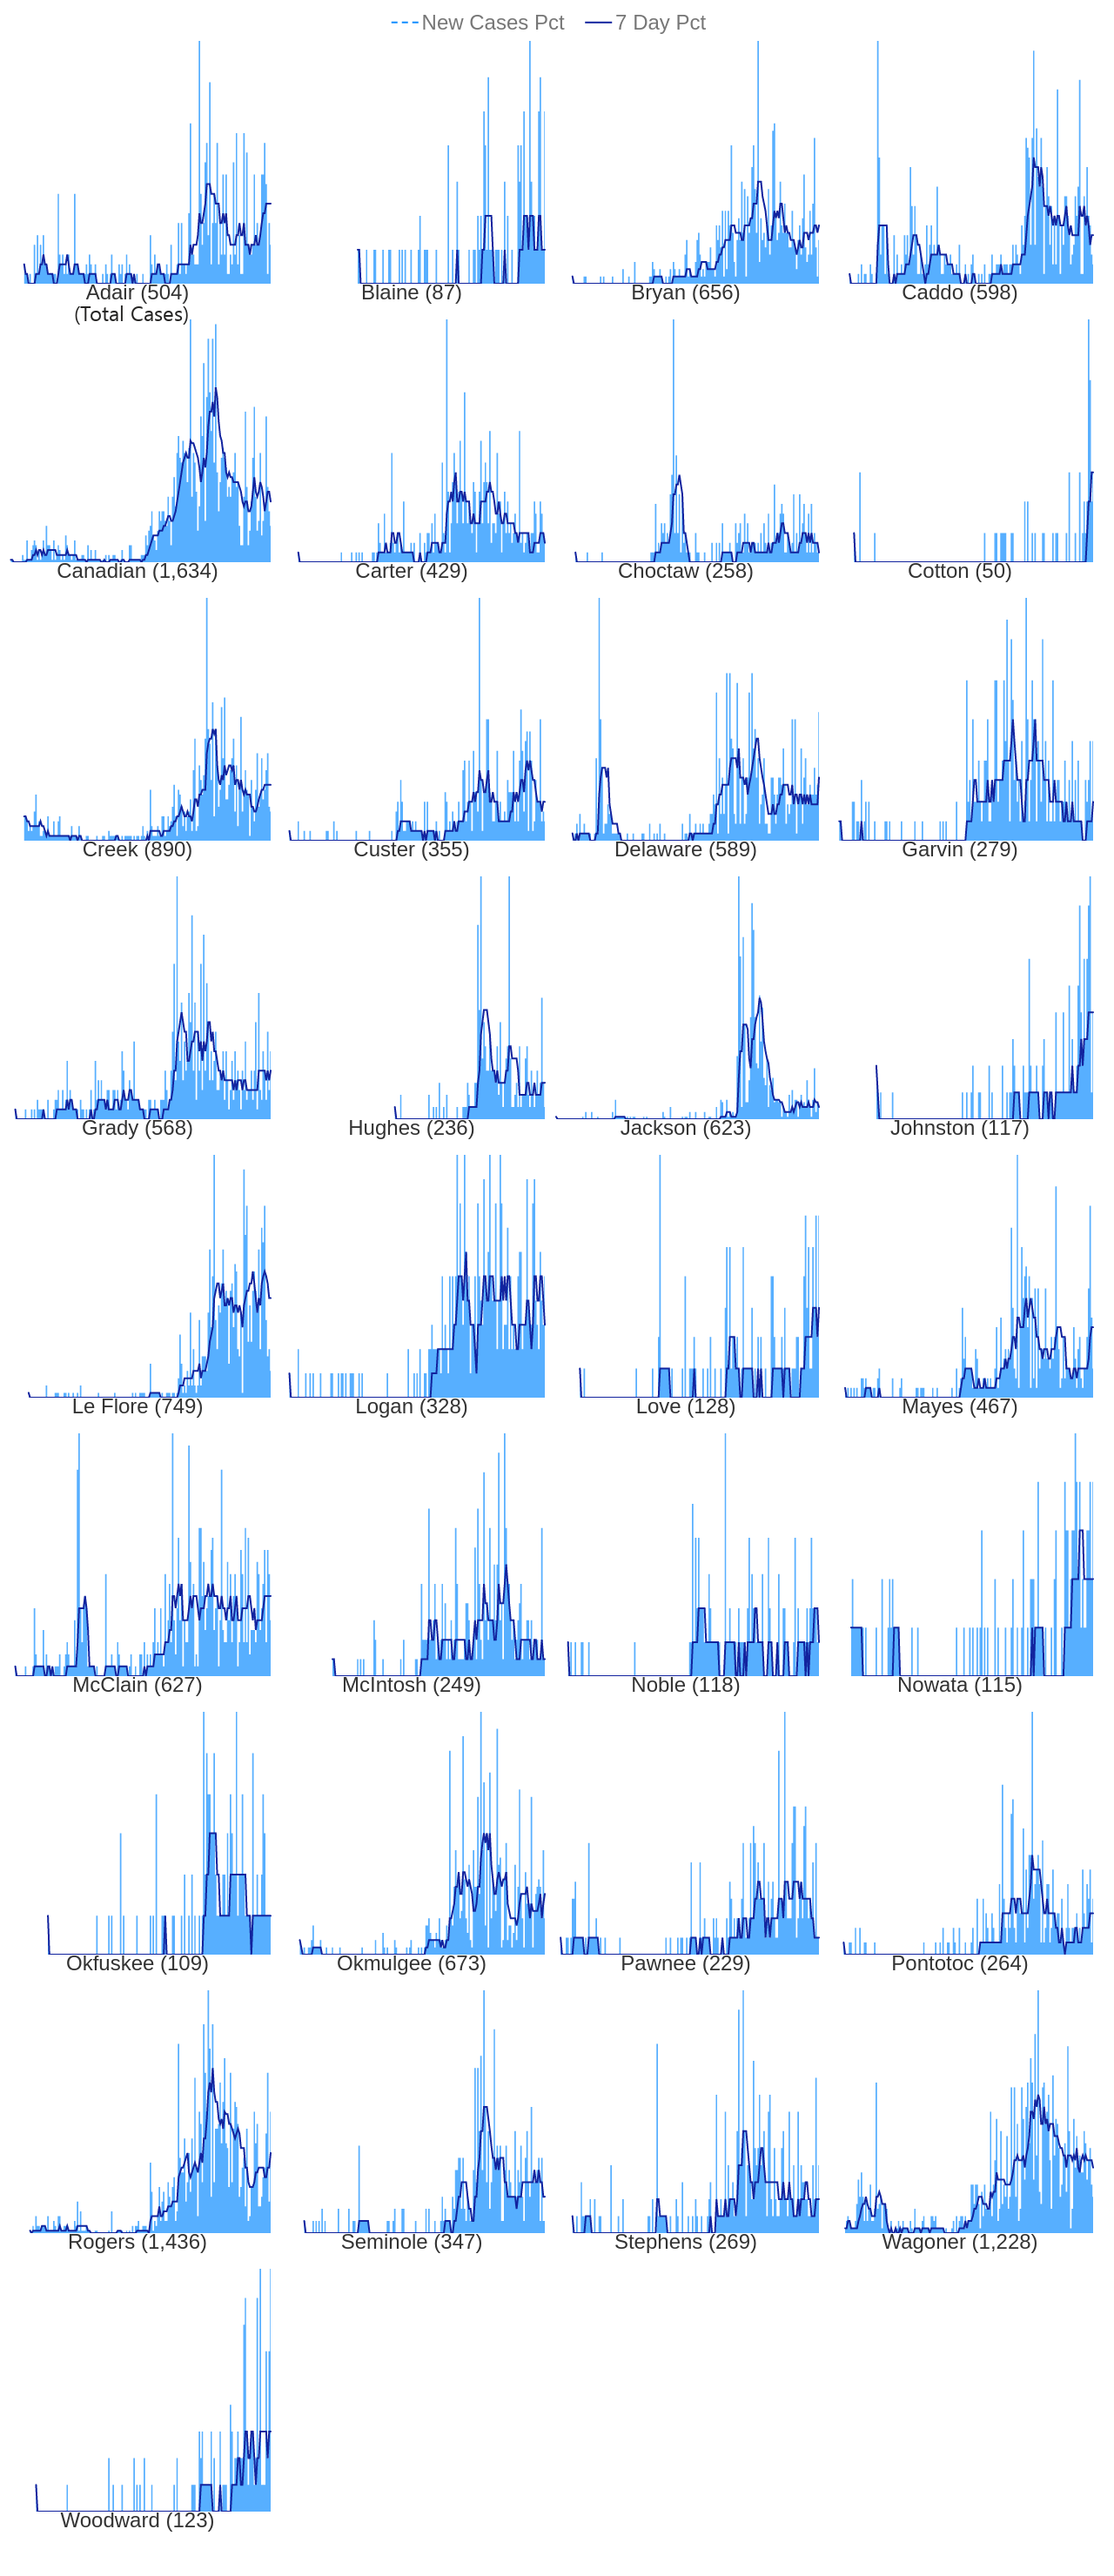 New Cases Pct 7 Day Pct
Adair (504) Blaine (87) Bryan (656) Caddo (598)
(Total Cases)
Canadian (1,634) Carter (429) Choctaw (258) Cotton (50)
Creek (890) Custer (355) Delaware (589) Garvin (279)
Grady (568) Hughes (236) Jackson (623) Johnston (117)
Le Flore (749) Logan (328) Love (128) Mayes (467)
McClain (627) McIntosh (249) Noble (118) Nowata (115)
Okfuskee (109) Okmulgee (673) Pawnee (229) Pontotoc (264)
Rogers (1,436) Seminole (347) Stephens (269) Wagoner (1,228)
Woodward (123)